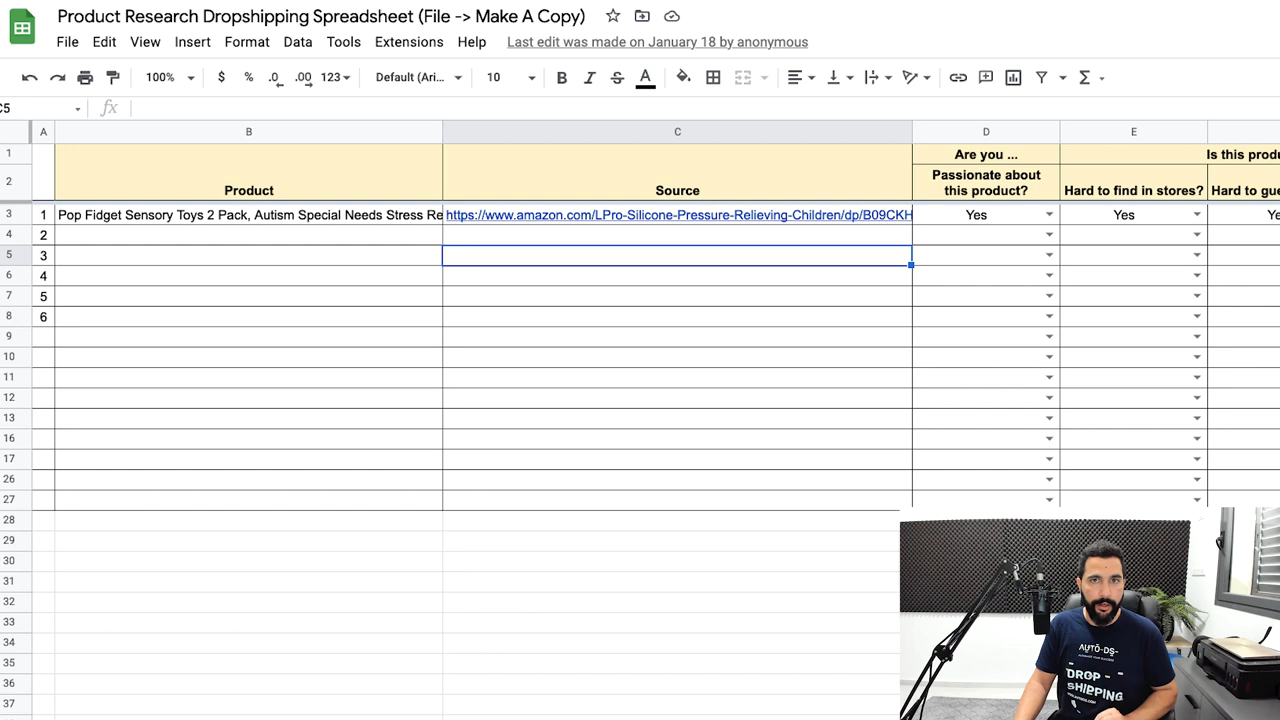 Product Research Dropshipping Spreadsheet (File -> Make A Copy)
File Edit View Insert Format Data Tools Extensions Help Last edit was made on January 18 by anonymous
100% $ % .0 .00 123 Default (Ari... 10 B I S A
C5 fx
A B C D E
1 Are you ... Is this produ
2 Product Source Passionate about this product? Hard to find in stores? Hard to gue
3 1 Pop Fidget Sensory Toys 2 Pack, Autism Special Needs Stress Re https://www.amazon.com/LPro-Silicone-Pressure-Relieving-Children/dp/B09CKH Yes Yes Ye
4 2
5 3
6 4
7 5
8 6
9
10
11
12
13
16
17
26
27
28
29
30
31
32
33
34
35
36
37
AUTO-DS
AUTOMATE YOUR SUCCESS
DROP
SHIPPING